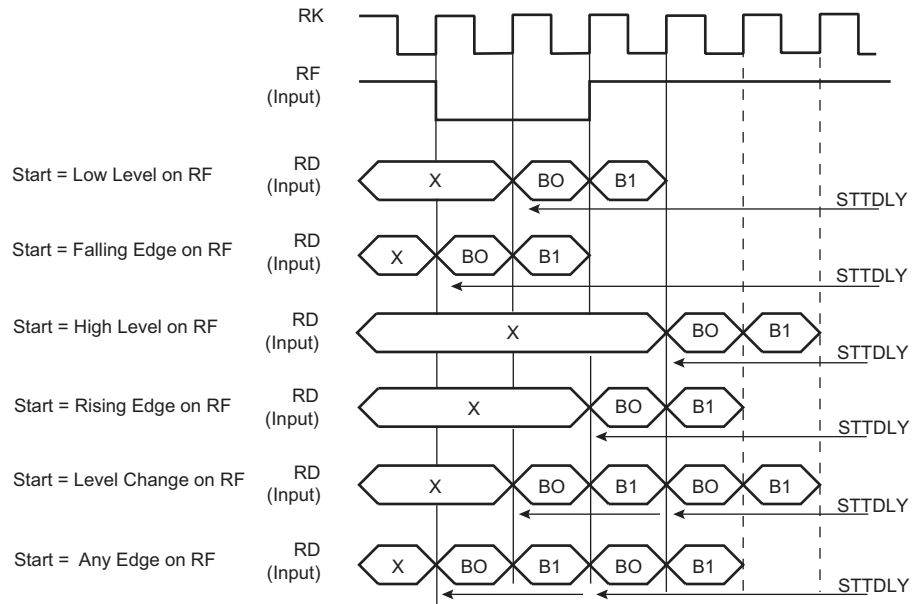 RK
RF
(Input)
Start = Low Level on RF
RD
(Input)
X
BO
B1
STTDLY
Start = Falling Edge on RF
RD
(Input)
X
BO
B1
STTDLY
Start = High Level on RF
RD
(Input)
X
BO
B1
STTDLY
Start = Rising Edge on RF
RD
(Input)
X
BO
B1
STTDLY
Start = Level Change on RF
RD
(Input)
X
BO
B1
BO
B1
STTDLY
Start = Any Edge on RF
RD
(Input)
X
BO
B1
BO
B1
STTDLY